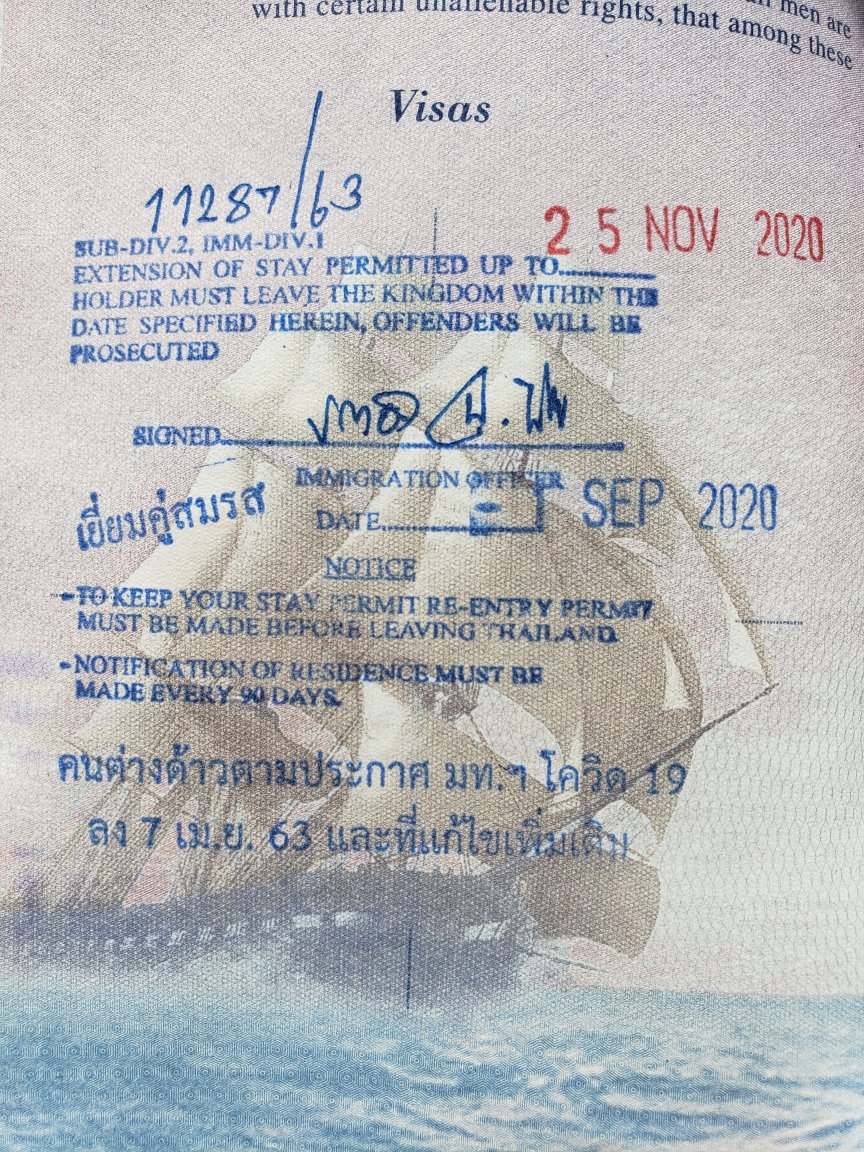 men are
with certain unalienable rights, that among these
Visas
11287/63
25 NOV 2020
SUB-DIV.2, IMM-DIV.1
EXTENSION OF STAY PERMITTED UP TO..............
HOLDER MUST LEAVE THE KINGDOM WITHIN THE
DATE SPECIFIED HEREIN, OFFENDERS WILL BE
PROSECUTED
SIGNED
IMMIGRATION OFFICER
เยี่ยมคู่สมรส
DATE.............. SEP 2020
NOTICE
-TO KEEP YOUR STAY PERMIT RE-ENTRY PERMIT
MUST BE MADE BEFORE LEAVING THAILAND.
-NOTIFICATION OF RESIDENCE MUST BE
MADE EVERY 90 DAYS.
คนต่างด้าวตามประกาศ มท.ฯ โควิด 19
ลง 7 เม.ย. 63 และที่แก้ไขเพิ่มเติม